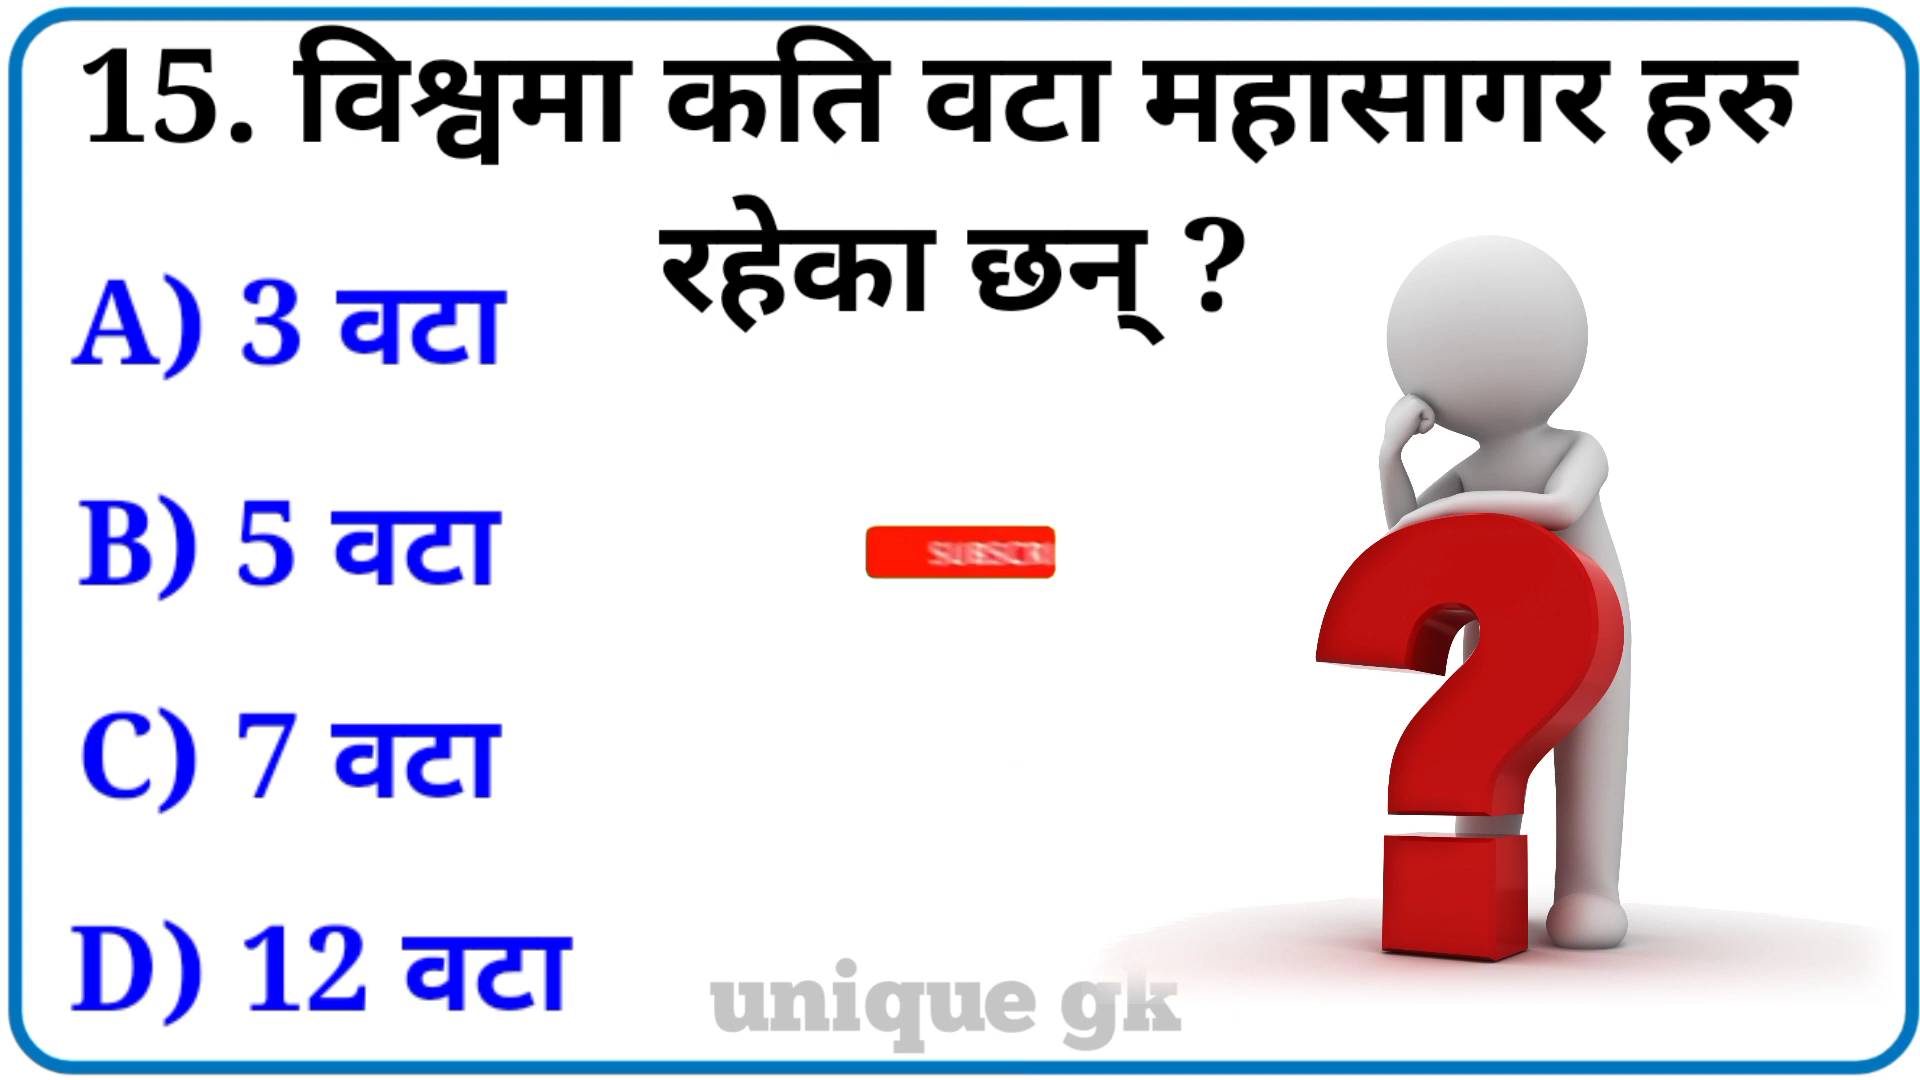 15. विश्वमा कति वटा महासागर हरु
रहेका छन् ?
A) 3 वटा
B) 5 वटा
C) 7 वटा
D) 12 वटा
unique gk